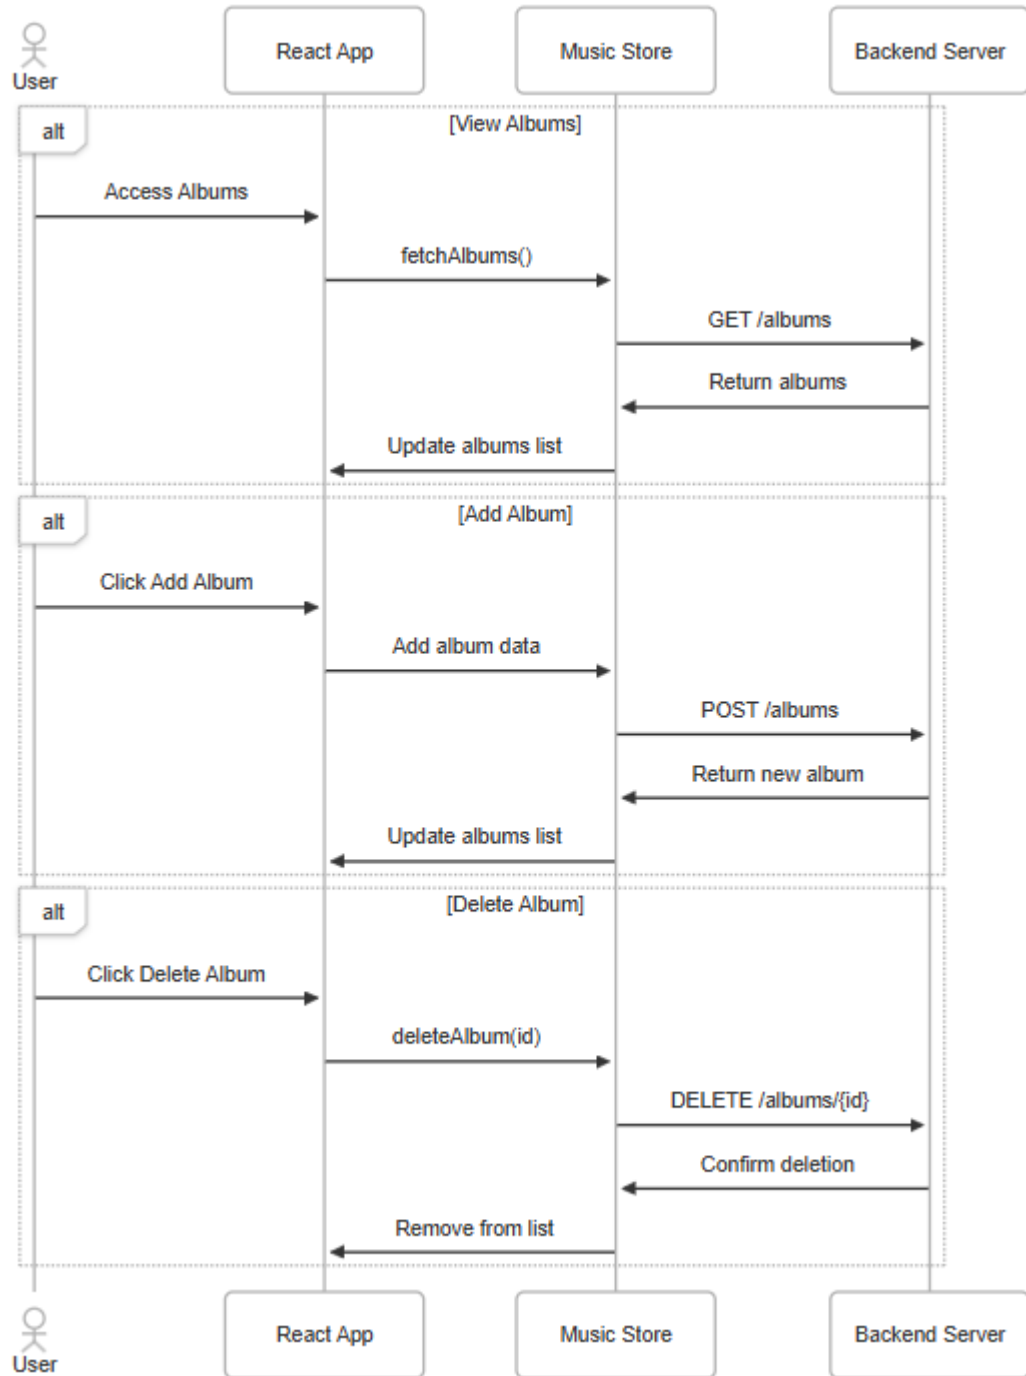 User
React App
Music Store
Backend Server
alt
[View Albums]
Access Albums
fetchAlbums()
GET /albums
Return albums
Update albums list
alt
[Add Album]
Click Add Album
Add album data
POST /albums
Return new album
Update albums list
alt
[Delete Album]
Click Delete Album
deleteAlbum(id)
DELETE /albums/{id}
Confirm deletion
Remove from list
User
React App
Music Store
Backend Server